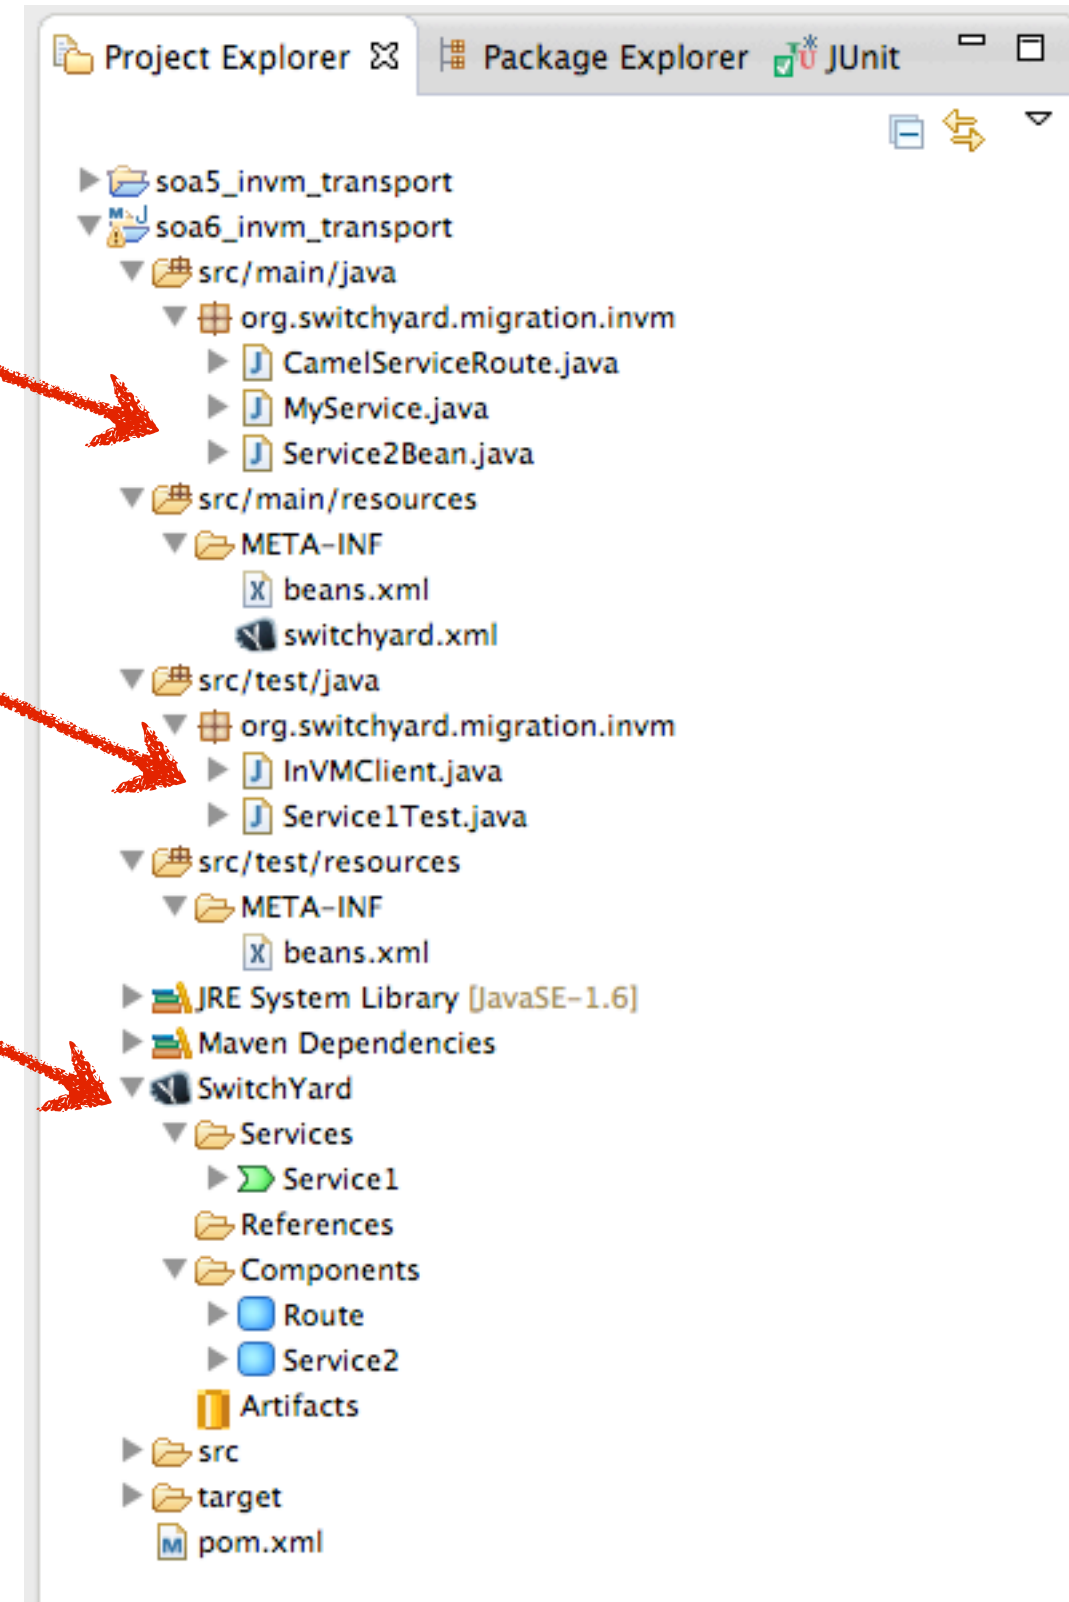 Project Explorer Package Explorer JUnit
soa5_invm_transport
soa6_invm_transport
src/main/java
org.switchyard.migration.invm
CamelServiceRoute.java
MyService.java
Service2Bean.java
src/main/resources
META-INF
beans.xml
switchyard.xml
src/test/java
org.switchyard.migration.invm
InVMClient.java
Service1Test.java
src/test/resources
META-INF
beans.xml
JRE System Library [JavaSE-1.6]
Maven Dependencies
SwitchYard
Services
Service1
References
Components
Route
Service2
Artifacts
src
target
pom.xml